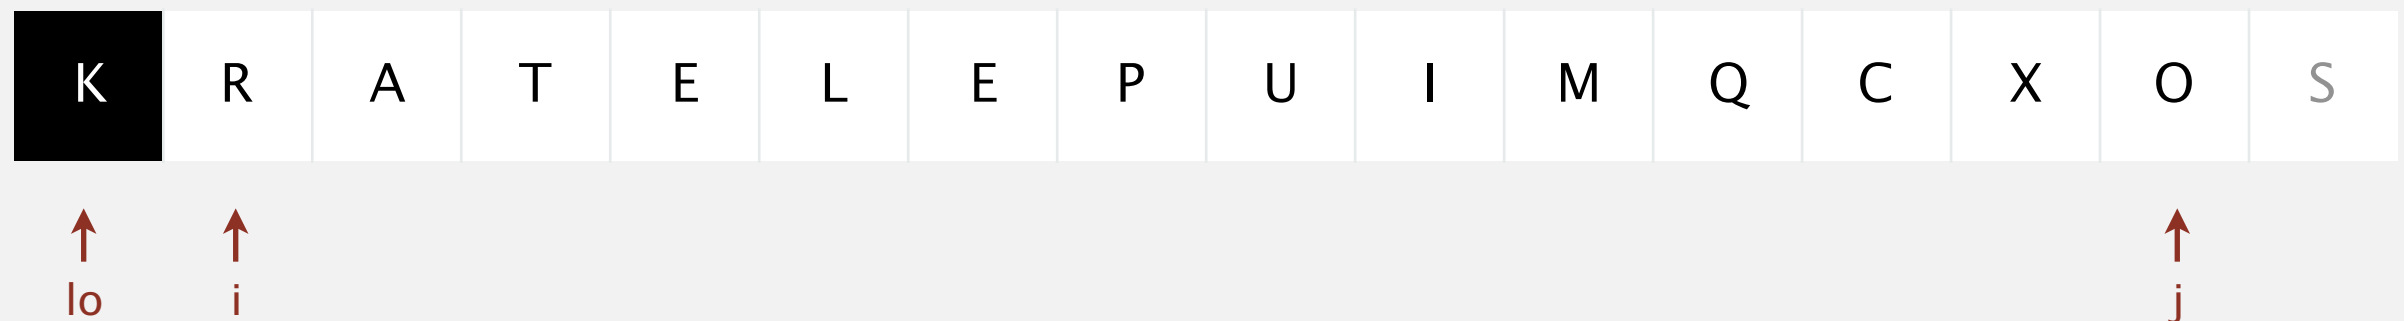 K R A T E L E P U I M Q C X O S
lo i j